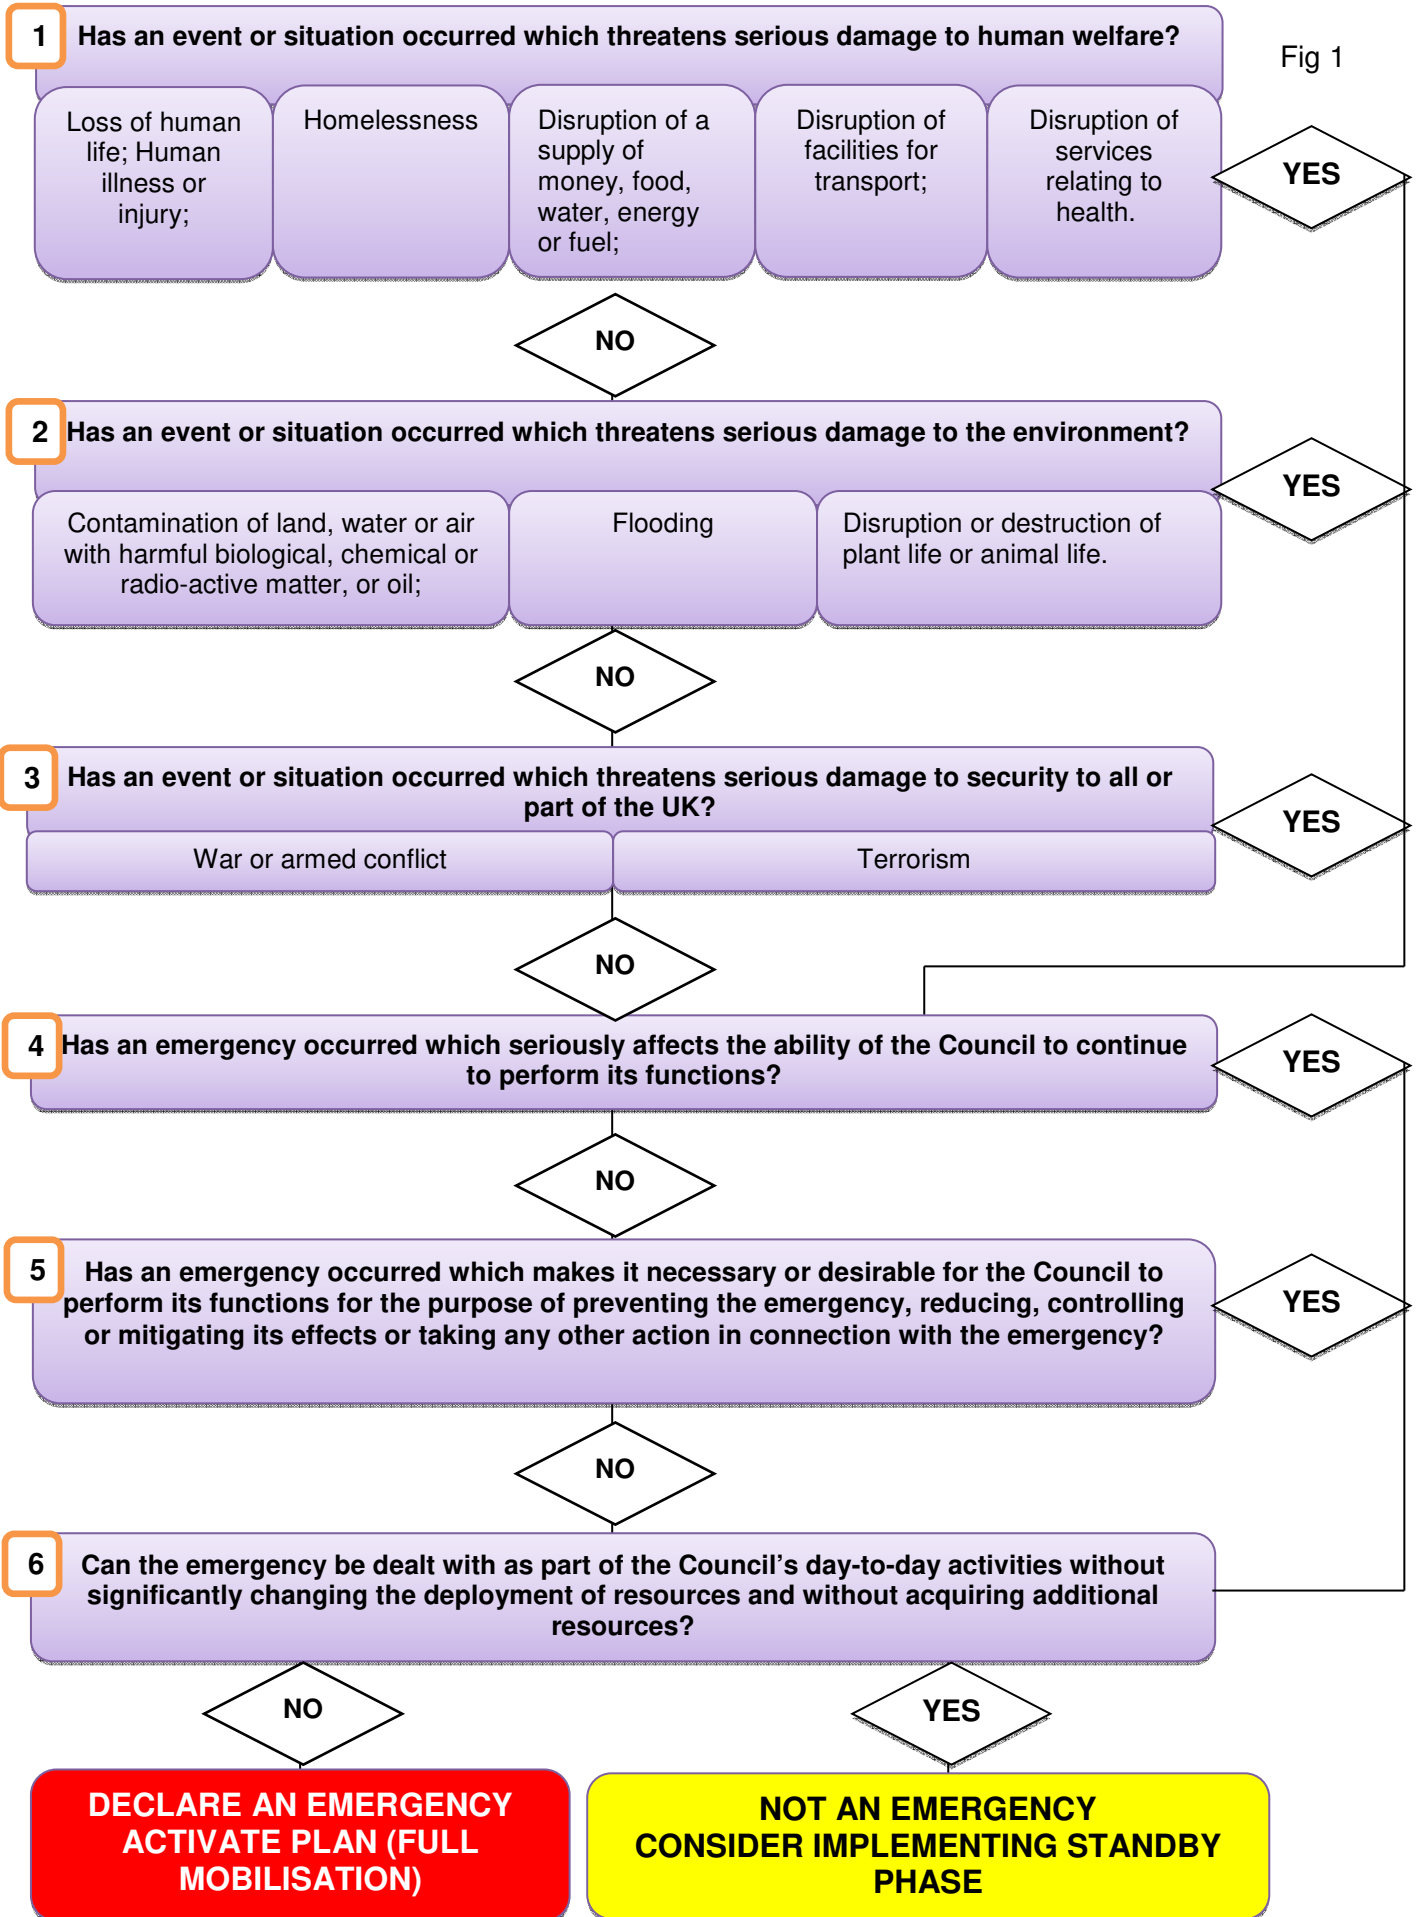 1
Has an event or situation occurred which threatens serious damage to human welfare?
Fig 1
Loss of human
life; Human
illness or
injury;
Homelessness
Disruption of a
supply of
money, food,
water, energy
or fuel;
Disruption of
facilities for
transport;
Disruption of
services
relating to
health.
YES
NO
2
Has an event or situation occurred which threatens serious damage to the environment?
YES
Contamination of land, water or air
with harmful biological, chemical or
radio-active matter, or oil;
Flooding
Disruption or destruction of
plant life or animal life.
NO
3
Has an event or situation occurred which threatens serious damage to security to all or
part of the UK?
YES
War or armed conflict
Terrorism
NO
4
Has an emergency occurred which seriously affects the ability of the Council to continue
to perform its functions?
YES
NO
5
Has an emergency occurred which makes it necessary or desirable for the Council to
perform its functions for the purpose of preventing the emergency, reducing, controlling
or mitigating its effects or taking any other action in connection with the emergency?
YES
NO
6
Can the emergency be dealt with as part of the Council's day-to-day activities without
significantly changing the deployment of resources and without acquiring additional
resources?
NO
YES
DECLARE AN EMERGENCY
ACTIVATE PLAN (FULL
MOBILISATION)
NOT AN EMERGENCY
CONSIDER IMPLEMENTING STANDBY
PHASE